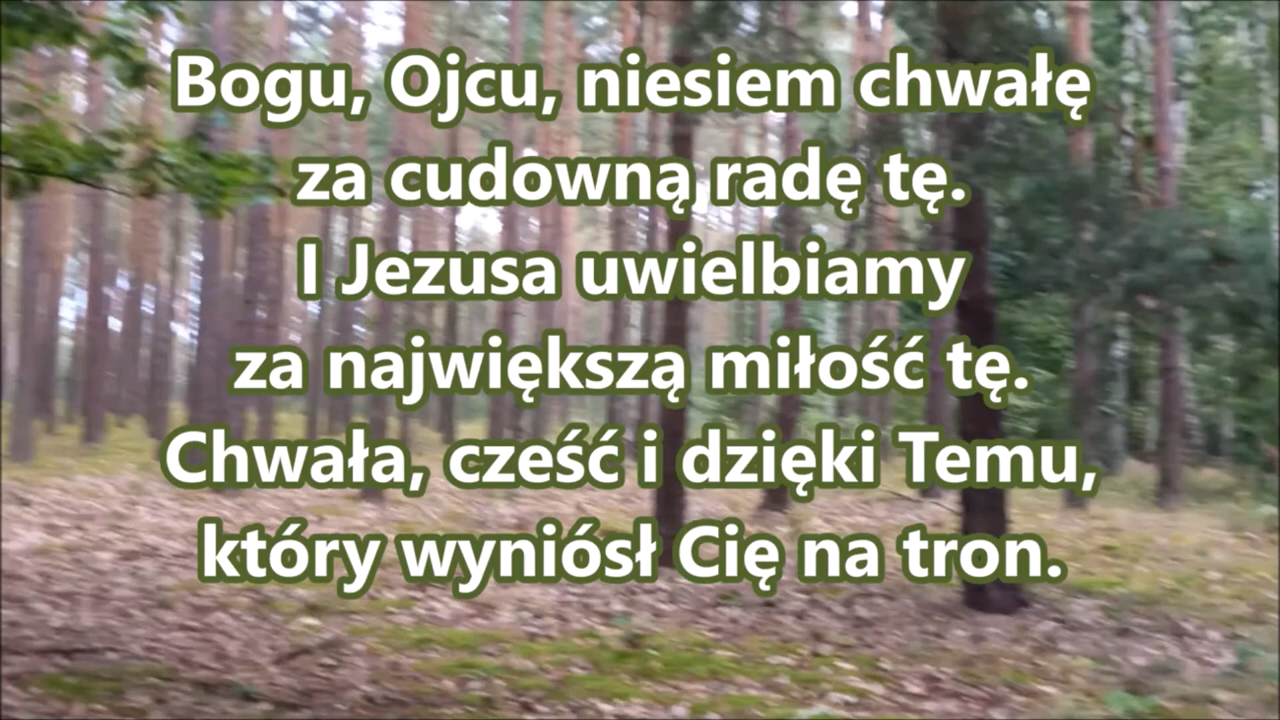 Bogu, Ojcu, niesiem chwałę
za cudowną radę tę.
I Jezusa uwielbiamy
za największą miłość tę.
Chwała, cześć i dzięki Temu,
który wyniósł Cię na tron.